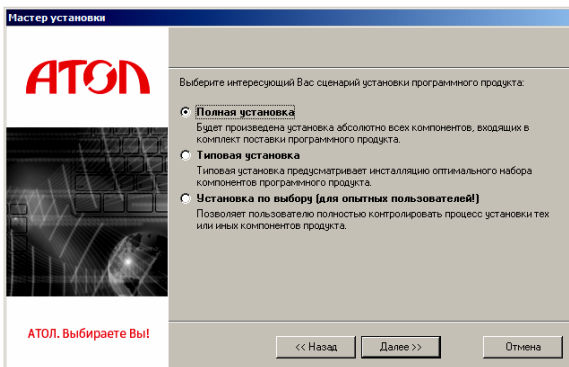 Мастер установки
АТОЛ
Выберите интересующий Вас сценарий установки программного продукта:
Полная установка
Будет произведена установка абсолютно всех компонентов, входящих в
комплект поставки программного продукта.
Типовая установка
Типовая установка предусматривает инсталляцию оптимального набора
компонентов программного продукта.
Установка по выбору (для опытных пользователей!)
Позволяет пользователю полностью контролировать процесс установки тех
или иных компонентов продукта.
АТОЛ. Выбираете Вы!
<< Назад
Далее >>
Отмена